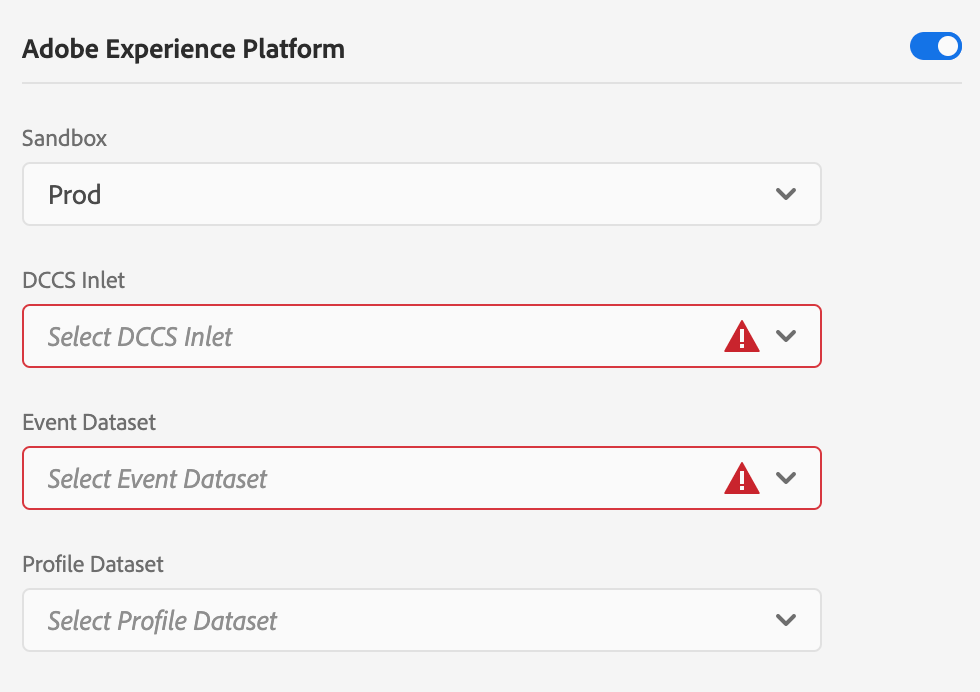 Adobe Experience Platform
Sandbox
Prod
DCCS Inlet
Select DCCS Inlet
Event Dataset
Select Event Dataset
Profile Dataset
Select Profile Dataset